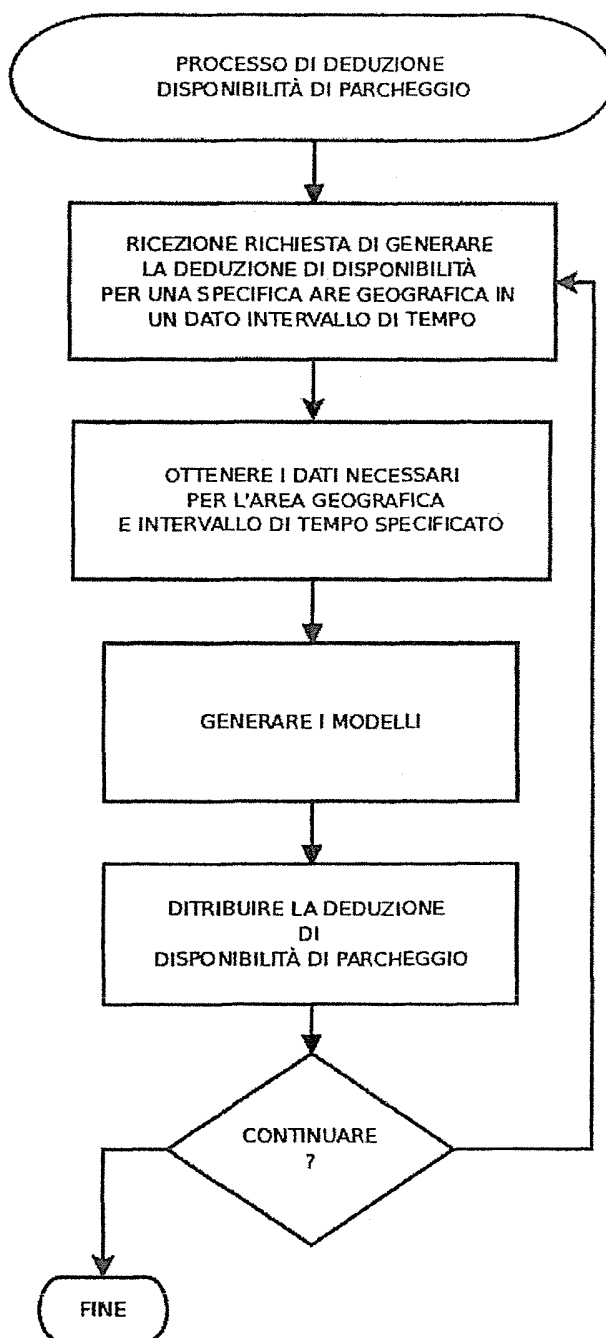 PROCESSO DI DEDUZIONE
DISPONIBILITÀ DI PARCHEGGIO
RICEZIONE RICHIESTA DI GENERARE
LA DEDUZIONE DI DISPONIBILITÀ
PER UNA SPECIFICA ARE GEOGRAFICA IN
UN DATO INTERVALLO DI TEMPO
OTTENERE I DATI NECESSARI
PER L'AREA GEOGRAFICA
E INTERVALLO DI TEMPO SPECIFICATO
GENERARE I MODELLI
DITRIBUIRE LA DEDUZIONE
DI
DISPONIBILITÀ DI PARCHEGGIO
CONTINUARE
?
FINE